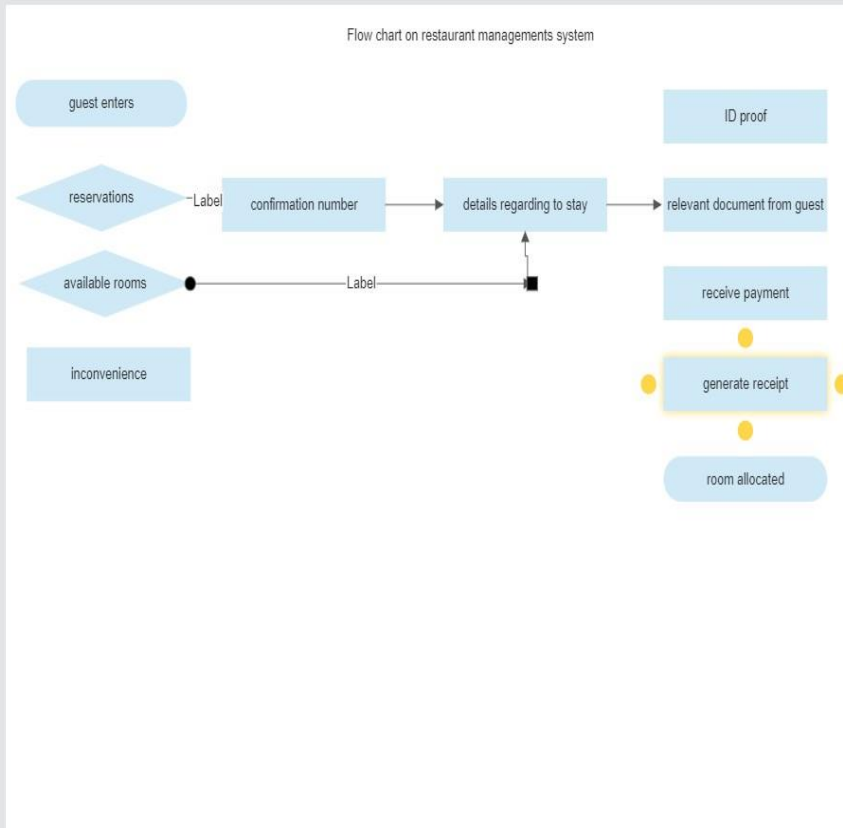 Flow chart on restaurant managements system
guest enters
ID proof
reservations
Label
confirmation number
details regarding to stay
relevant document from guest
available rooms
Label
receive payment
inconvenience
generate receipt
room allocated